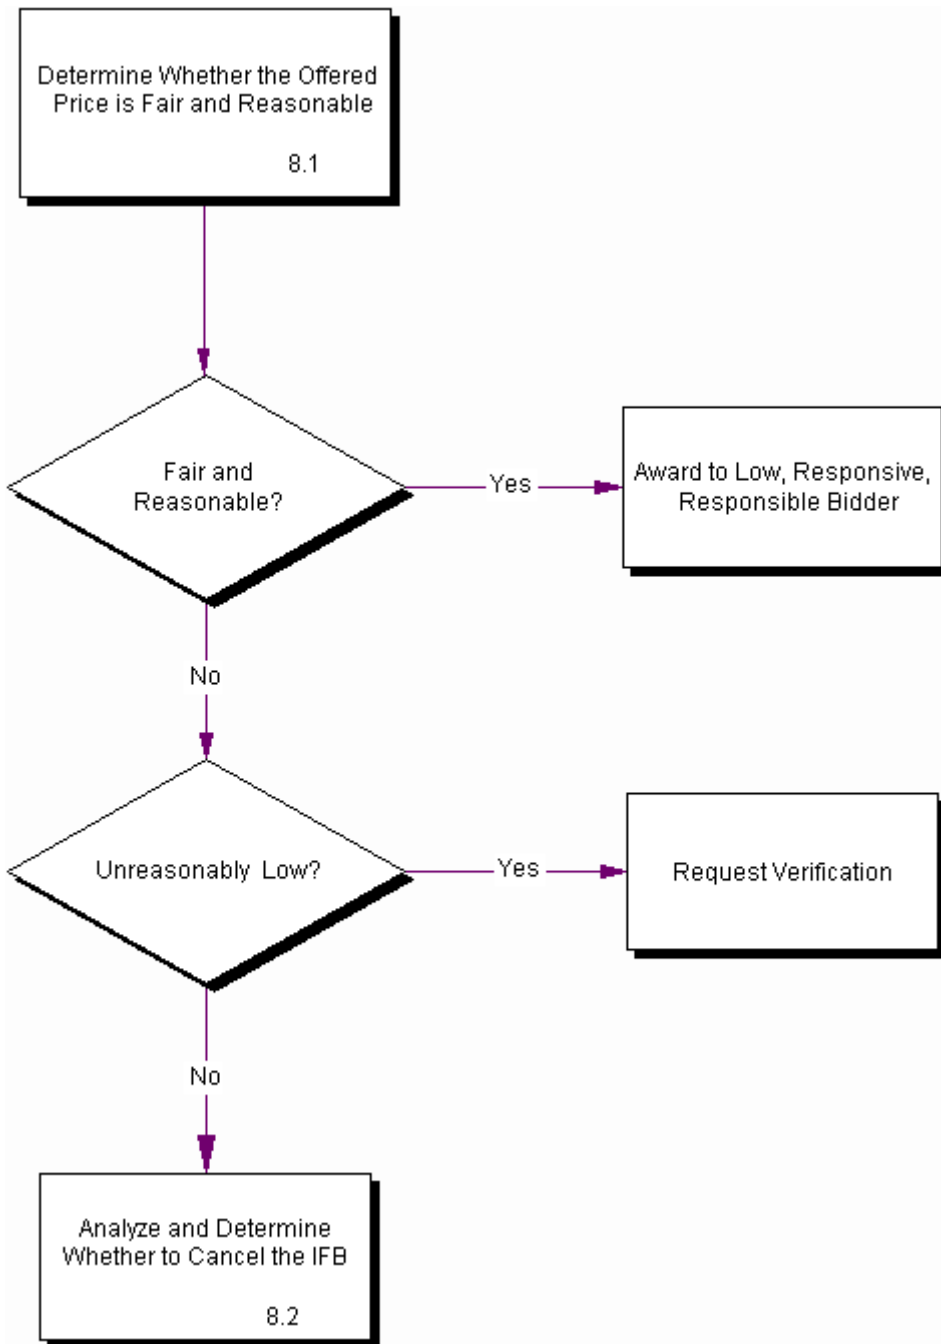 Determine Whether the Offered
Price is Fair and Reasonable
8.1
Fair and
Reasonable?
Yes
Award to Low, Responsive,
Responsible Bidder
No
Unreasonably Low?
Yes
Request Verification
No
Analyze and Determine
Whether to Cancel the IFB
8.2